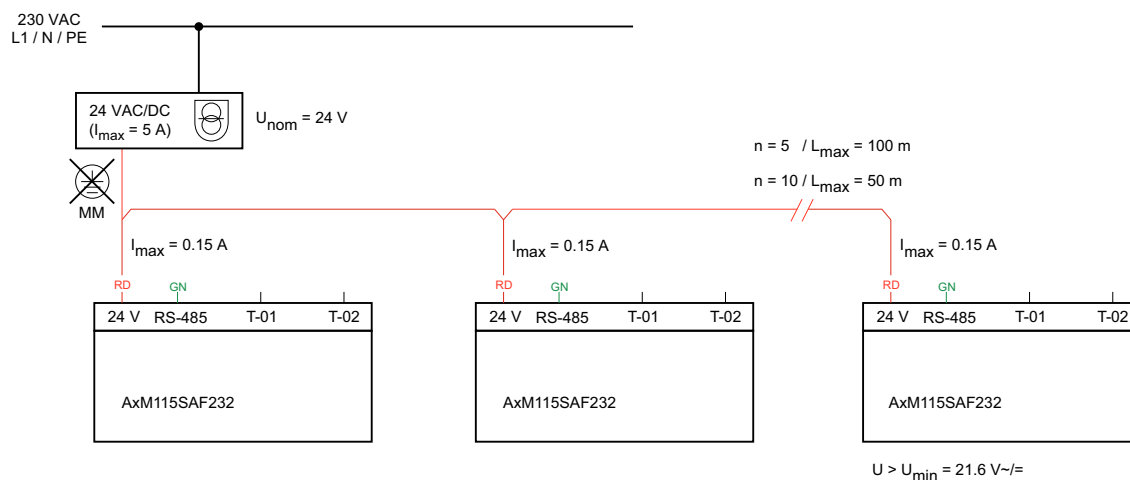 230 VAC
L1 / N / PE
24 VAC/DC
(Imax = 5 A)
Unom = 24 V
n = 5 / Lmax = 100 m
n = 10 / Lmax = 50 m
MM
Imax = 0.15 A
Imax = 0.15 A
Imax = 0.15 A
RD GN
RD GN
RD GN
24 V RS-485 T-01 T-02
24 V RS-485 T-01 T-02
24 V RS-485 T-01 T-02
AxM115SAF232
AxM115SAF232
AxM115SAF232
U > Umin = 21.6 V~/=